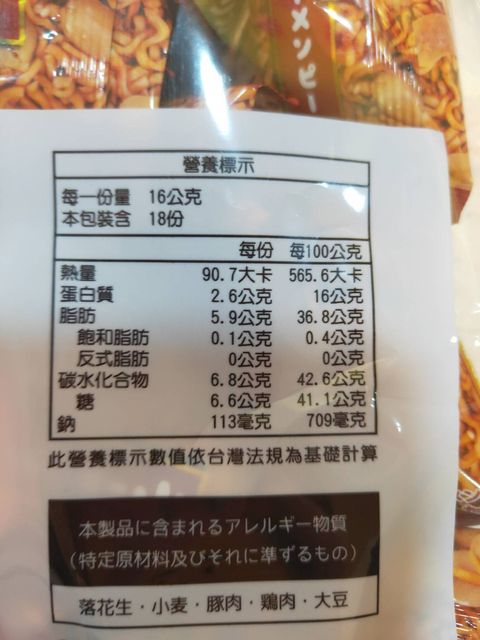 メンピー
營養標示
每一份量 16公克
本包裝含 18份
每份 每100公克
熱量 90.7大卡 565.6大卡
蛋白質 2.6公克 16公克
脂肪 5.9公克 36.8公克
飽和脂肪 0.1公克 0.4公克
反式脂肪 0公克 0公克
碳水化合物 6.8公克 42.6公克
糖 6.6公克 41.1公克
鈉 113毫克 709毫克
此營養標示數值依台灣法規為基礎計算
本製品に含まれるアレルギー物質
(特定原材料及びそれに準ずるもの)
落花生・小麦・豚肉・鶏肉・大豆